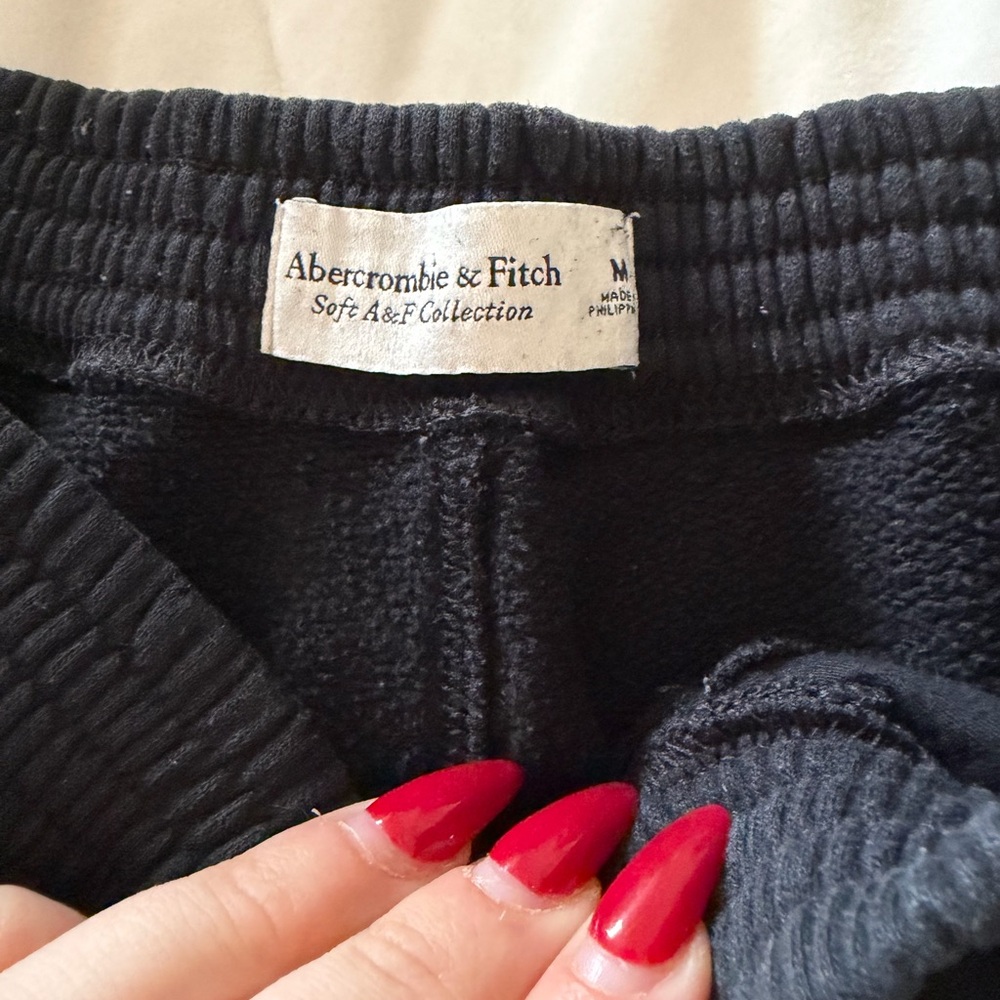 Abercrombie & Fitch
Soft A&F Collection
M
MADE